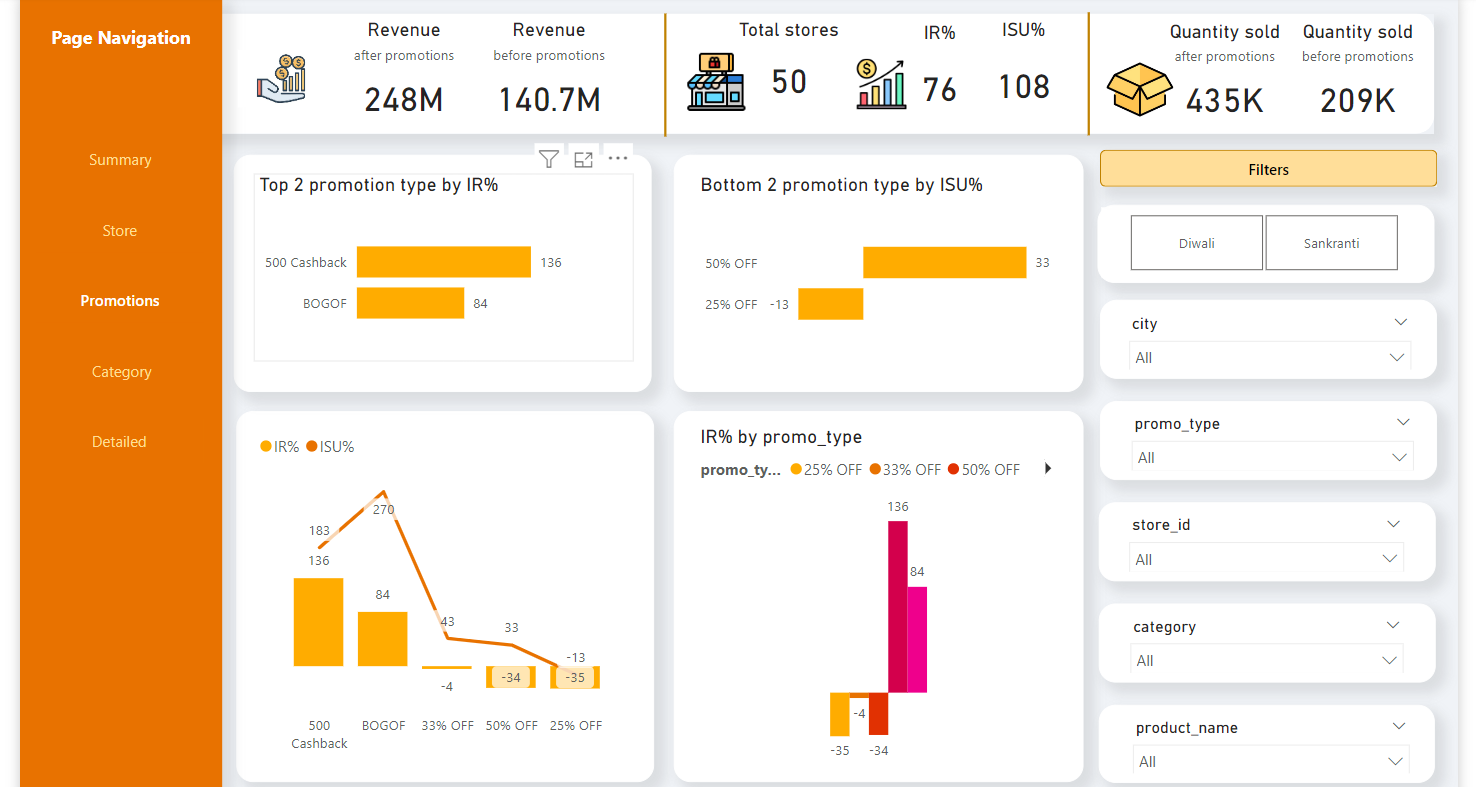 Page Navigation
Summary
Store
Promotions
Category
Detailed
Revenue
after promotions
248M
Revenue
before promotions
140.7M
Total stores
50
IR%
76
ISU%
108
Quantity sold
after promotions
435K
Quantity sold
before promotions
209K
Top 2 promotion type by IR%
500 Cashback 136
BOGOF 84
Bottom 2 promotion type by ISU%
50% OFF 33
25% OFF -13
IR% ISU%
183
270
136
84
43
33
-13
-4
-34
-35
500 Cashback
BOGOF
33% OFF
50% OFF
25% OFF
IR% by promo_type
promo_ty... 25% OFF 33% OFF 50% OFF
136
84
-4
-35
-34
Filters
Diwali
Sankranti
city
All
promo_type
All
store_id
All
category
All
product_name
All